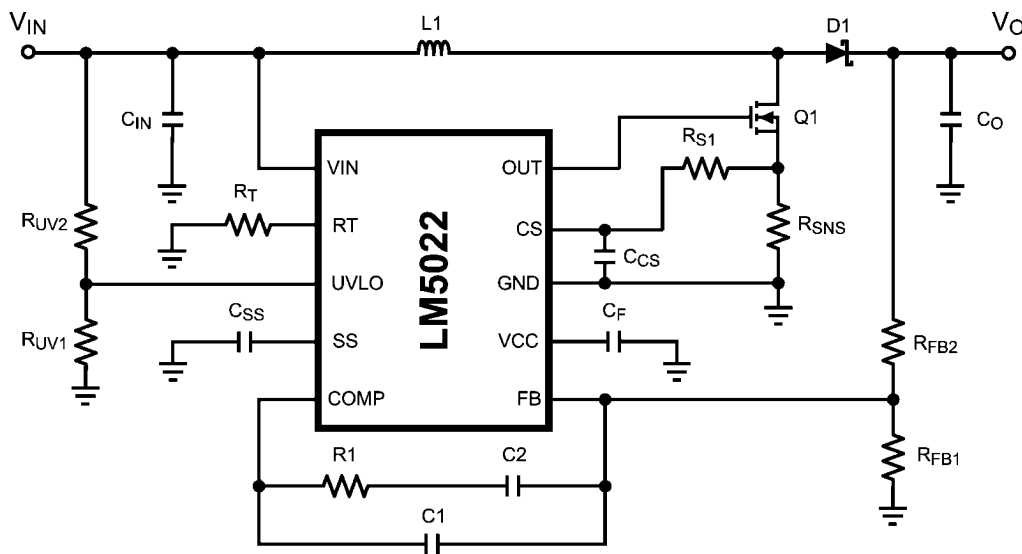 VIN
L1
D1
VO
CIN
Q1
CO
RS1
VIN
OUT
RT
RUV2
RT
CS
RSNS
CCS
UVLO
GND
LM5022
CSS
CF
RUV1
SS
VCC
RFB2
COMP
FB
R1
C2
RFB1
C1